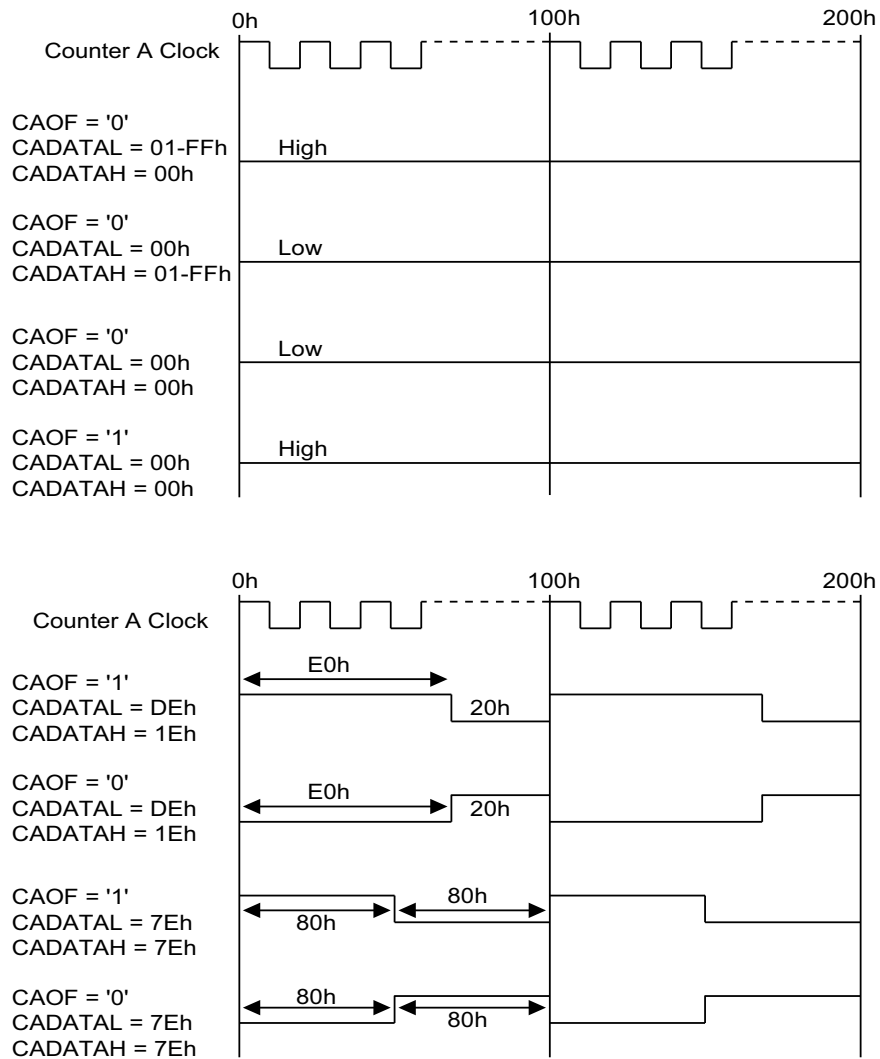 0h 100h 200h
Counter A Clock
CAOF = '0'
CADATAL = 01-FFh
CADATAH = 00h
High
CAOF = '0'
CADATAL = 00h
CADATAH = 01-FFh
Low
CAOF = '0'
CADATAL = 00h
CADATAH = 00h
Low
CAOF = '1'
CADATAL = 00h
CADATAH = 00h
High
0h 100h 200h
Counter A Clock
CAOF = '1'
CADATAL = DEh
CADATAH = 1Eh
E0h
20h
CAOF = '0'
CADATAL = DEh
CADATAH = 1Eh
E0h
20h
CAOF = '1'
CADATAL = 7Eh
CADATAH = 7Eh
80h
80h
CAOF = '0'
CADATAL = 7Eh
CADATAH = 7Eh
80h
80h